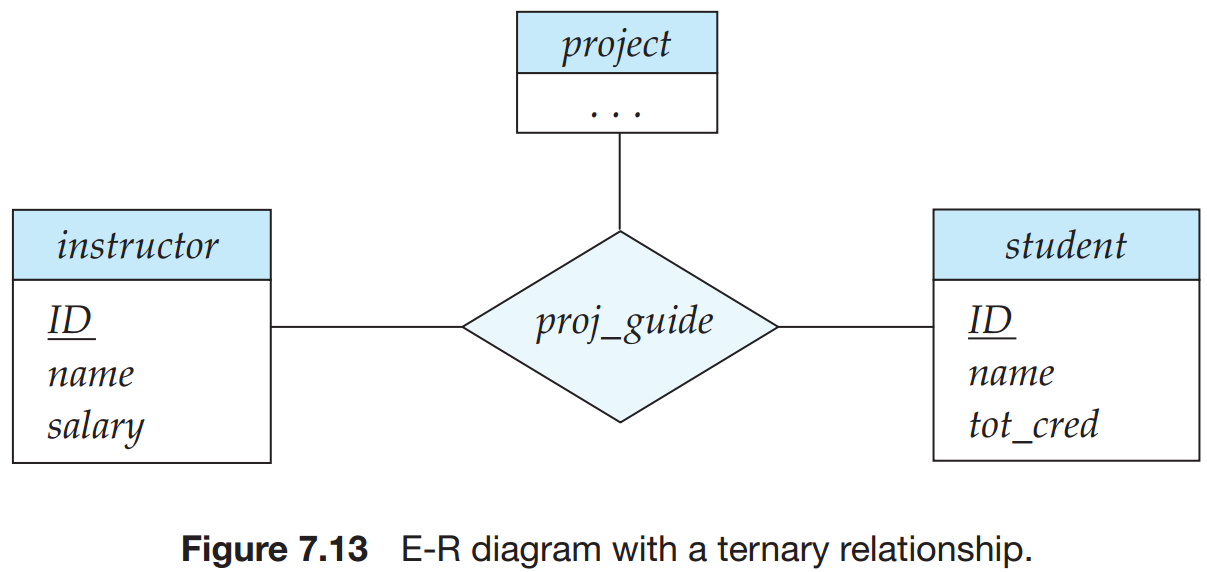 project
. . .
instructor
ID
name
salary
proj_guide
student
ID
name
tot_cred
Figure 7.13 E-R diagram with a ternary relationship.